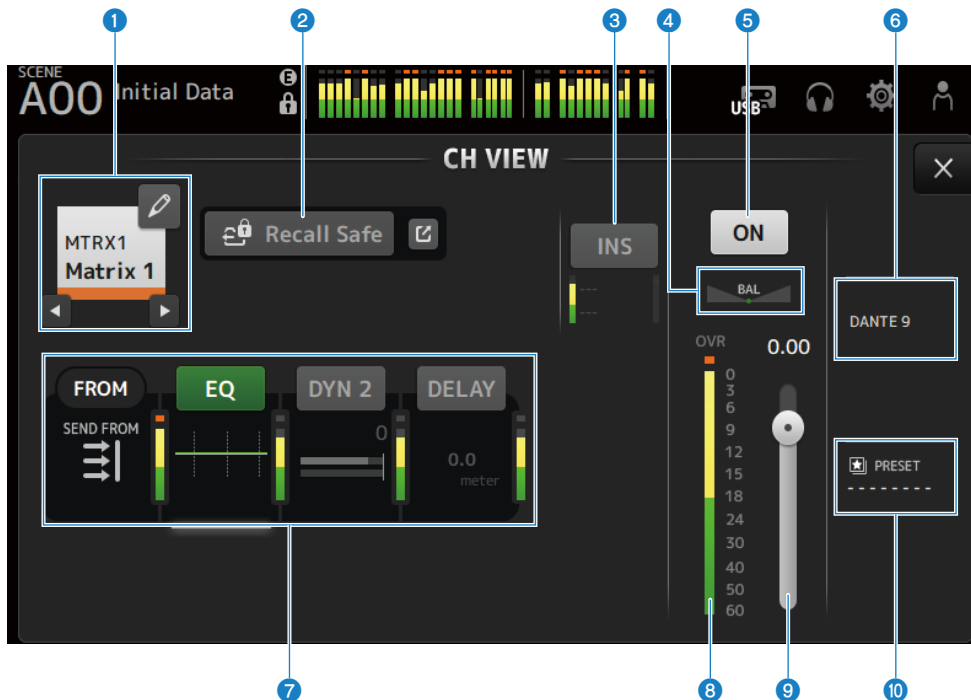 1
2
3
4
5
6
SCENE
A00
Initial Data
E
USB
CH VIEW
MTRX1
Matrix 1
Recall Safe
INS
---
---
ON
BAL
DANTE 9
OVR
0.00
0
3
6
9
12
15
18
24
30
40
50
60
FROM
EQ
DYN 2
DELAY
SEND FROM
0
0.0
meter
PRESET
--------
7
8
9
10